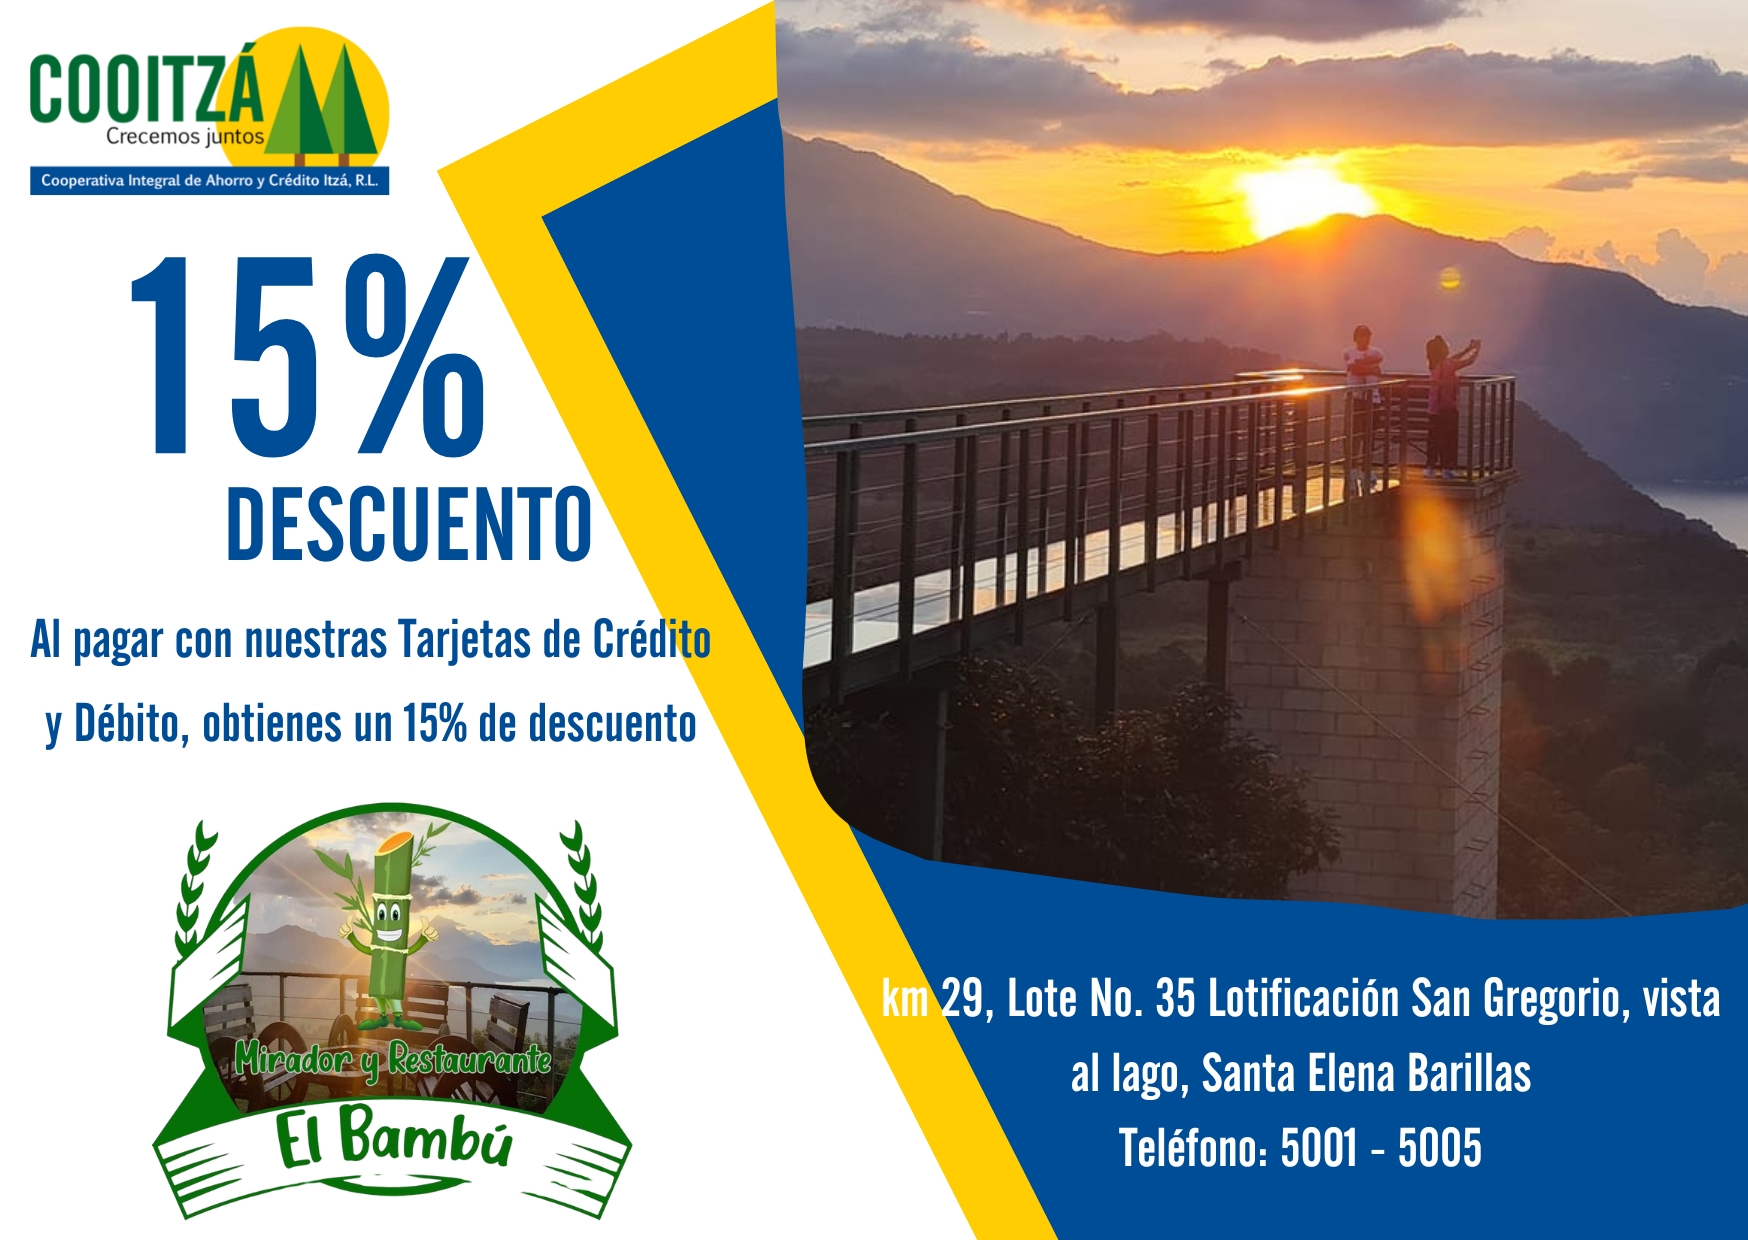 COOITZÁ
Crecemos juntos
Cooperativa Integral de Ahorro y Crédito Itzá, R.L.
15%
DESCUENTO
Al pagar con nuestras Tarjetas de Crédito
y Débito, obtienes un 15% de descuento
Mirador y Restaurante
El Bambú
km 29, Lote No. 35 Lotificación San Gregorio, vista
al lago, Santa Elena Barillas
Teléfono: 5001 - 5005